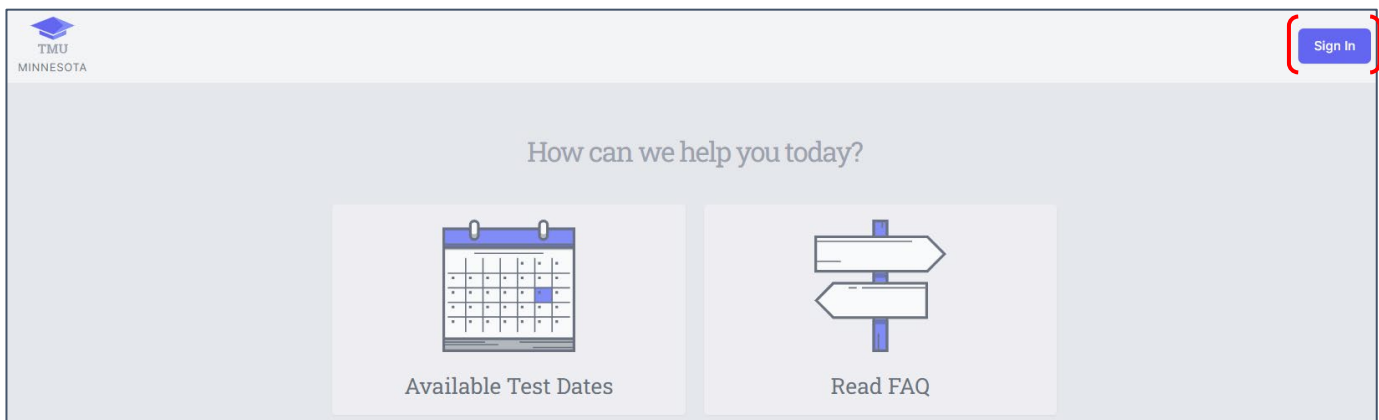 TMU
MINNESOTA
Sign In
How can we help you today?
Available Test Dates
Read FAQ